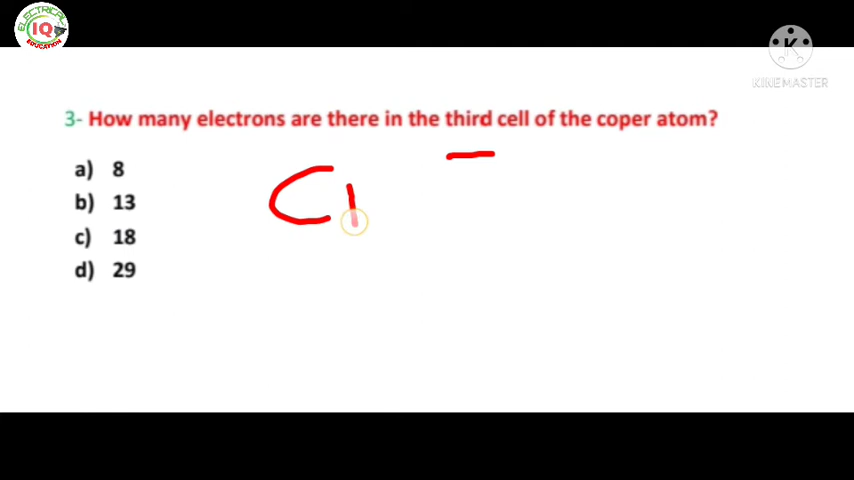 ELECTRICAL
IQ
EDUCATION
K
KINEMASTER
3- How many electrons are there in the third cell of the coper atom?
a) 8
b) 13
c) 18
d) 29
C